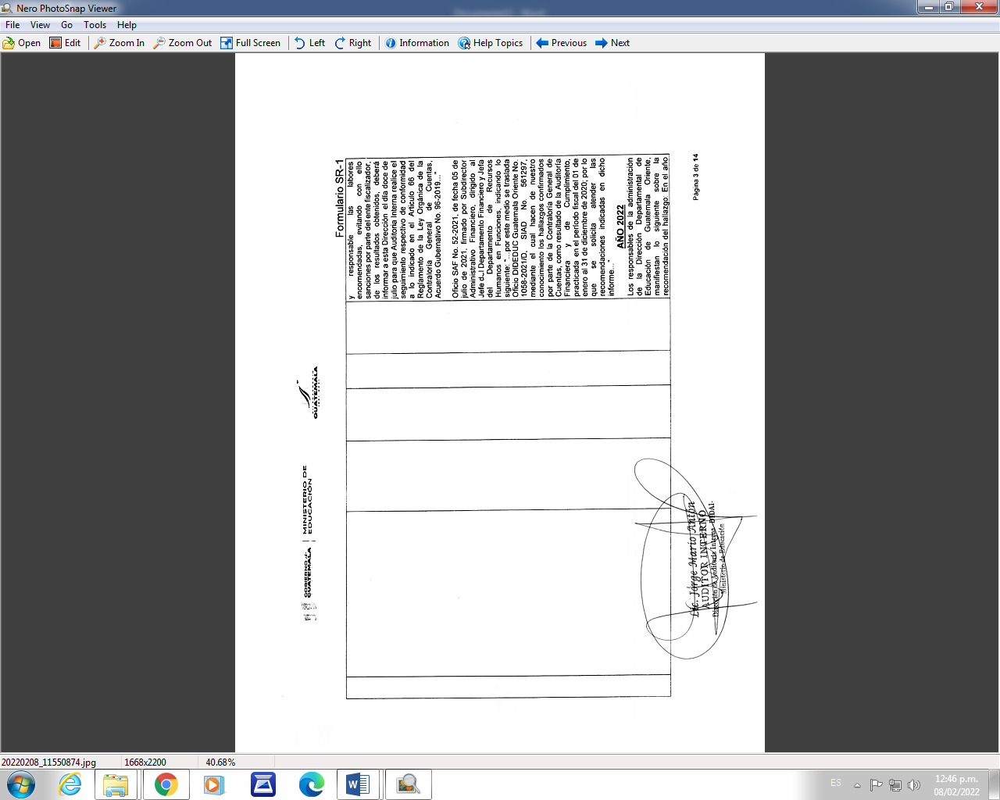 Nero PhotoSnap Viewer
File View Go Tools Help
Open Edit Zoom In Zoom Out Full Screen Left Right Information Help Topics Previous Next
GOBIERNO de GUATEMALA | MINISTERIO DE EDUCACIÓN
GUATEMALA
Formulario SR-1
y responsable las labores
encomendadas, evitando con ello
sanciones por parte del ente fiscalizador,
de los resultados obtenidos, deberá
informar a esta Dirección el día doce de
julio para que Auditoría Interna realice el
seguimiento respectivo de conformidad
a lo indicado en el Artículo 66 del
Reglamento de la Ley Orgánica de la
Contraloría General de Cuentas,
Acuerdo Gubernativo No. 96-2019..."
Oficio SAF No. 52-2021, de fecha 05 de
julio de 2021, firmado por Subdirector
Administrativo Financiero, dirigido al
Jefe del Departamento Financiero y Jefa
del Departamento de Recursos
Humanos en Funciones, indicando lo
siguiente: "...por este medio se traslada
Oficio DIDEDUC Guatemala Oriente No.
1058-2021/D, SIAD No. 561297,
mediante el cual hacen de nuestro
conocimiento los hallazgos confirmados
por parte de la Contraloría General de
Cuentas, como resultado de la Auditoría
Financiera y de Cumplimiento,
practicada en el período fiscal del 01 de
enero al 31 de diciembre de 2020; por lo
que se solicita atender las
recomendaciones indicadas en dicho
informe..."
AÑO 2022
Los responsables de la administración
de la Dirección Departamental de
Educación de Guatemala Oriente,
manifiestan lo siguiente sobre la
recomendación del hallazgo: En el año
Lic. Jorge Mario Antón
AUDITOR INTERNO
Dirección de Auditoría Interna -DIDAI-
Ministerio de Educación
Página 3 de 14
20220208_11550874.jpg 1668x2200 40.68%
ES
12:46 p.m.
08/02/2022